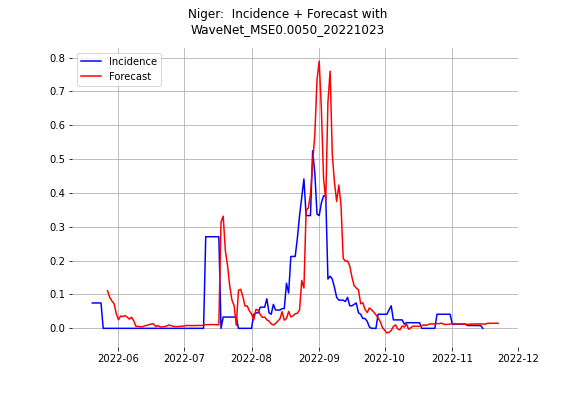 Niger:  Incidence + Forecast with
WaveNet_MSE0.0050_20221023
Incidence
Forecast
0.8
0.7
0.6
0.5
0.4
0.3
0.2
0.1
0.0
2022-06 2022-07 2022-08 2022-09 2022-10 2022-11 2022-12